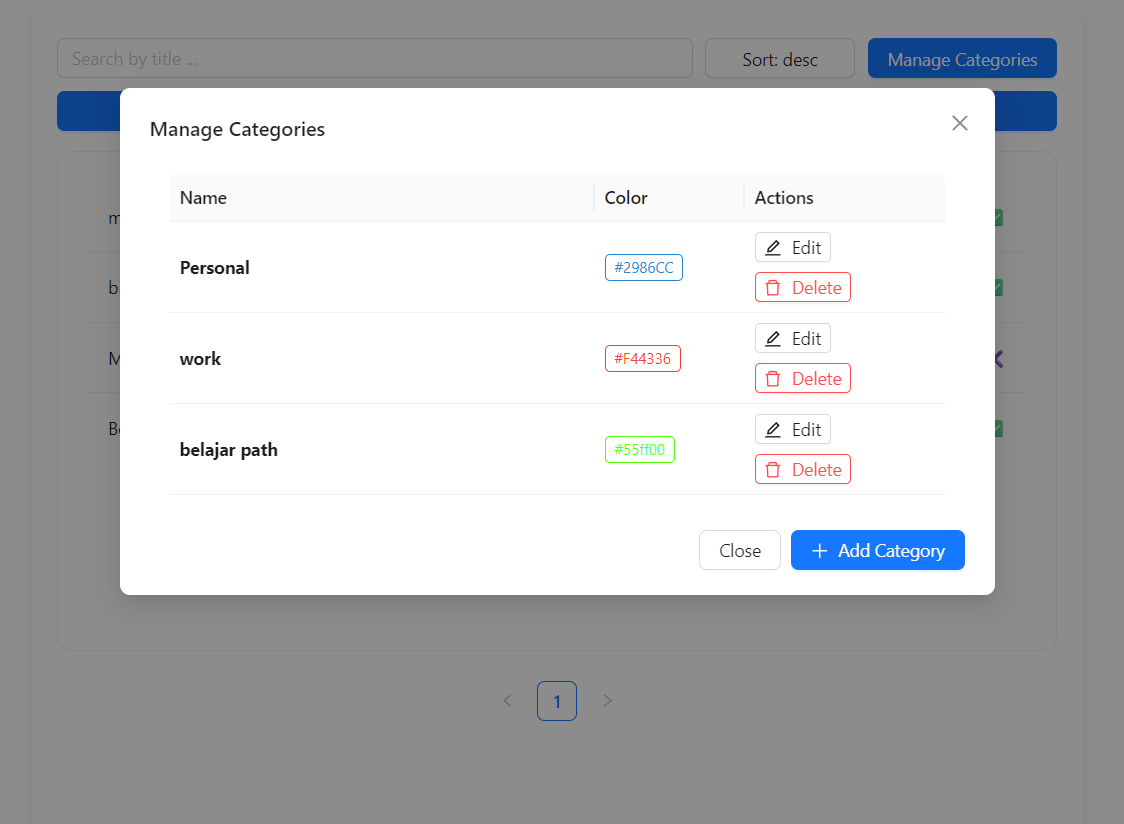 Search by title ...
Sort: desc
Manage Categories
Manage Categories
Name Color Actions
Personal #2986CC Edit
Delete
work #F44336 Edit
Delete
belajar path #55ff00 Edit
Delete
Close + Add Category
1